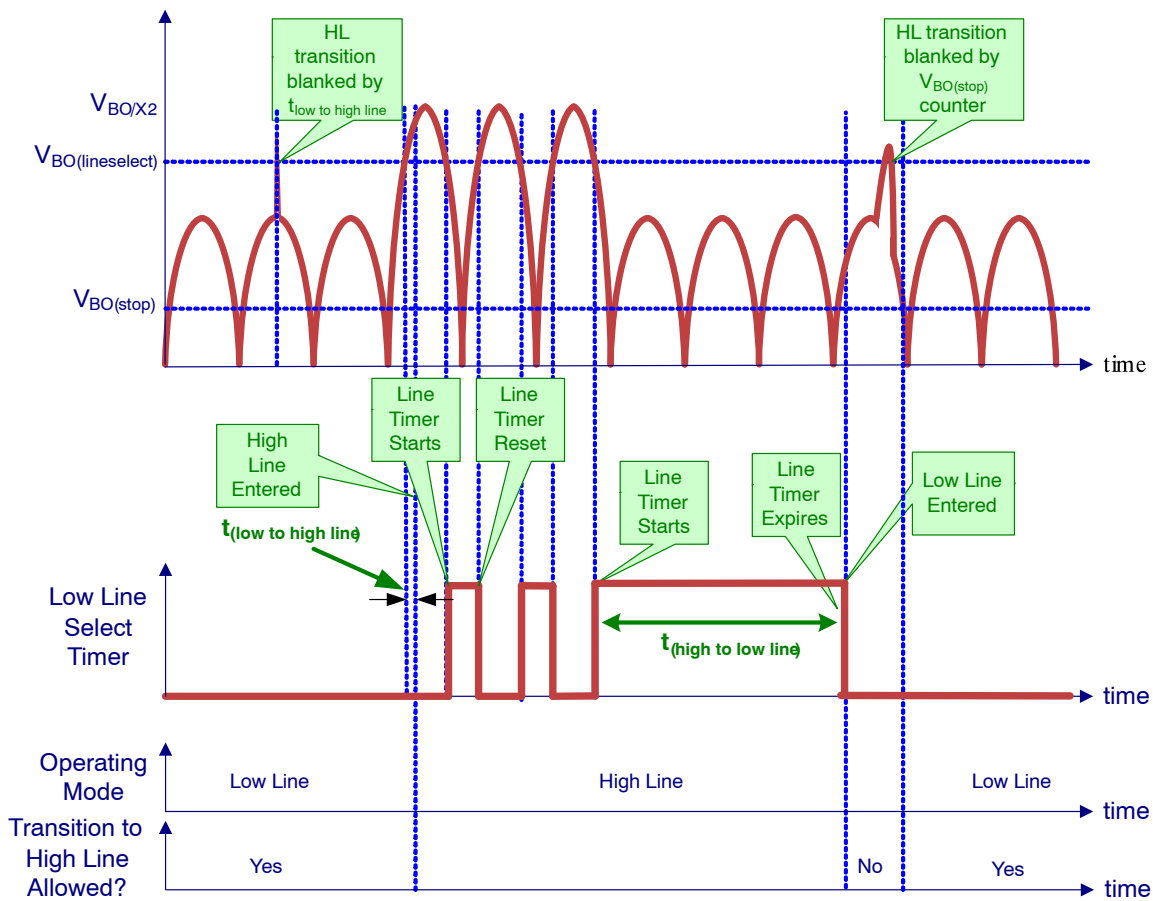 HL
transition
blanked by
tlow to high line
HL transition
blanked by
VBO(stop)
counter
VBO/X2
VBO(lineselect)
VBO(stop)
time
Line
Timer
Starts
Line
Timer
Reset
High
Line
Entered
Line
Timer
Starts
Line
Timer
Expires
Low Line
Entered
t(low to high line)
Low Line
Select
Timer
t(high to low line)
time
Operating
Mode
Low Line
High Line
Low Line
time
Transition to
High Line
Allowed?
Yes
No
Yes
time